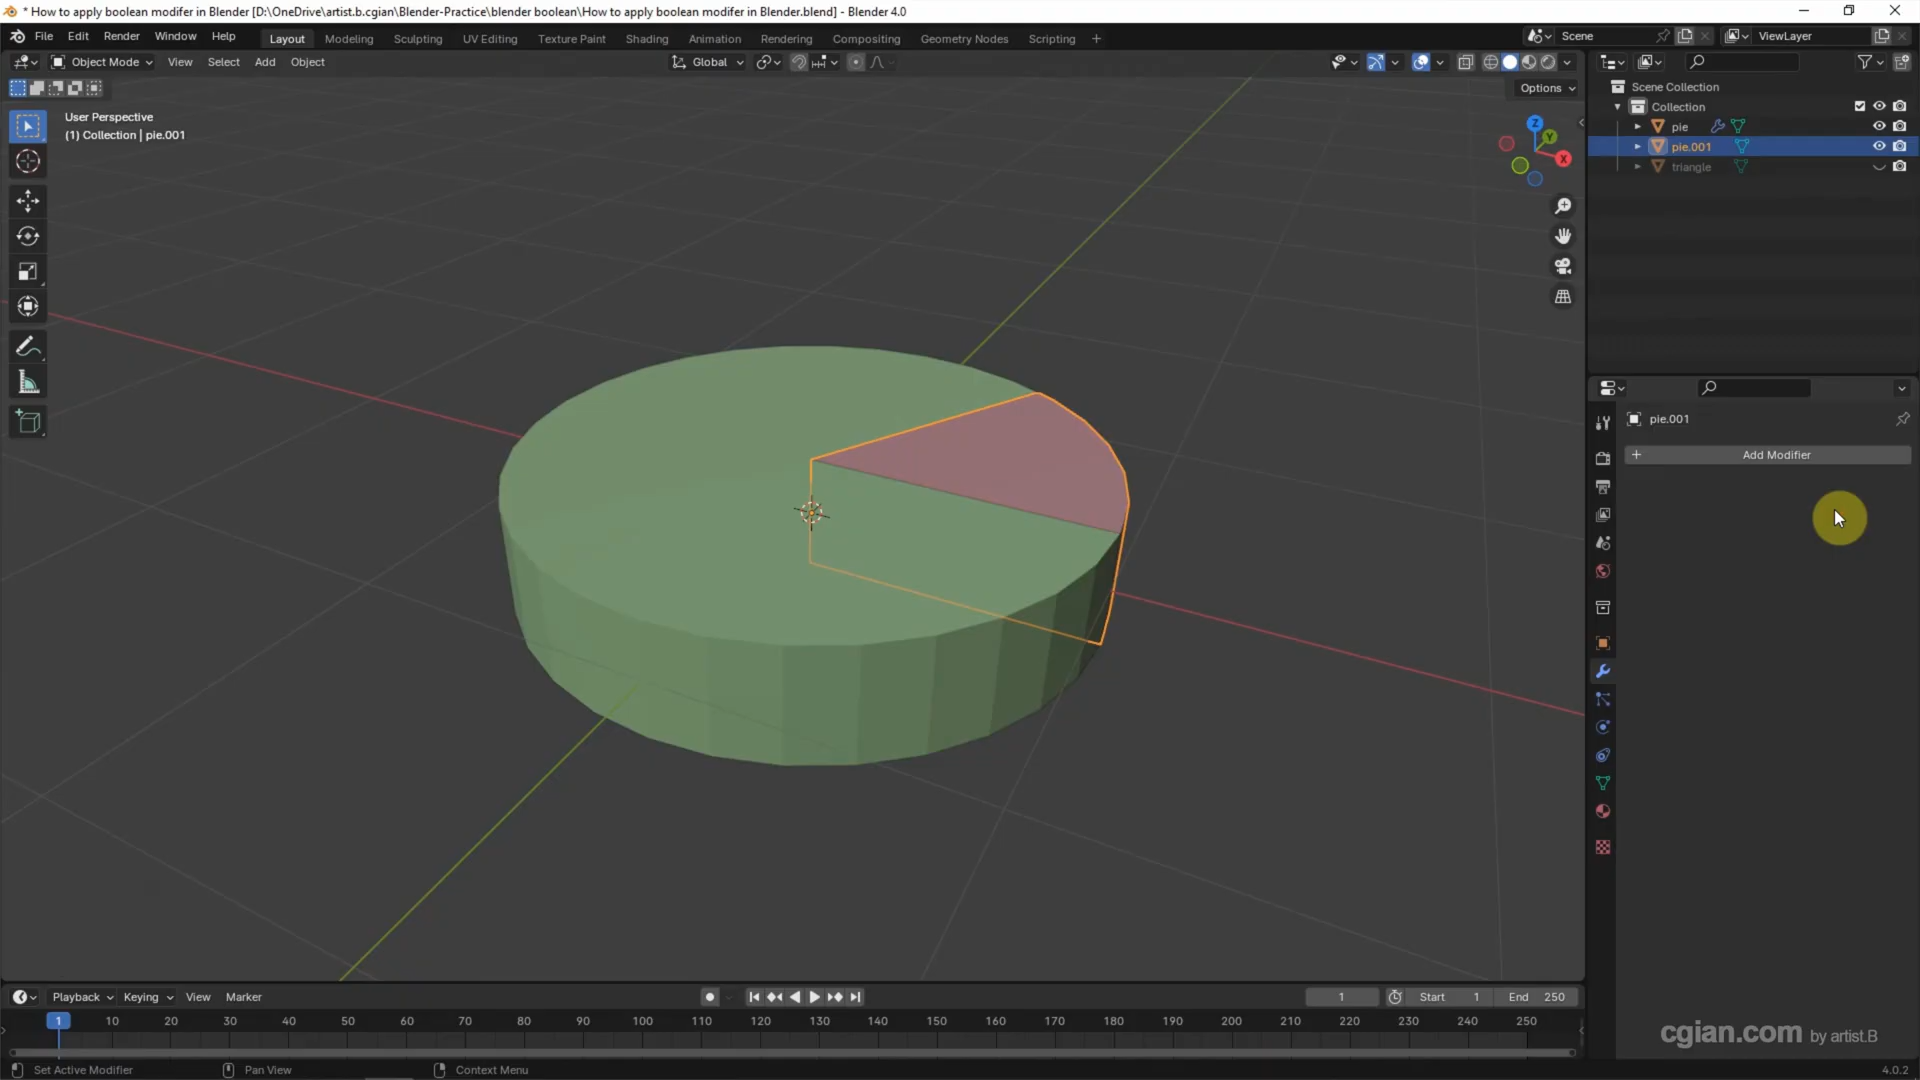 * How to apply boolean modifer in Blender [D:\OneDrive\artist.b.cgian\Blender-Practice\blender boolean\How to apply boolean modifer in Blender.blend] - Blender 4.0
File Edit Render Window Help Layout Modeling Sculpting UV Editing Texture Paint Shading Animation Rendering Compositing Geometry Nodes Scripting + Scene ViewLayer
Object Mode View Select Add Object Global
Options
User Perspective
(1) Collection | pie.001
Z
Y
X
Scene Collection
Collection
pie
pie.001
triangle
pie.001
+ Add Modifier
Playback Keying View Marker 1 Start 1 End 250
1 10 20 30 40 50 60 70 80 90 100 110 120 130 140 150 160 170 180 190 200 210 220 230 240 250
cgian.com by artist.B
Set Active Modifier Pan View Context Menu 4.0.2